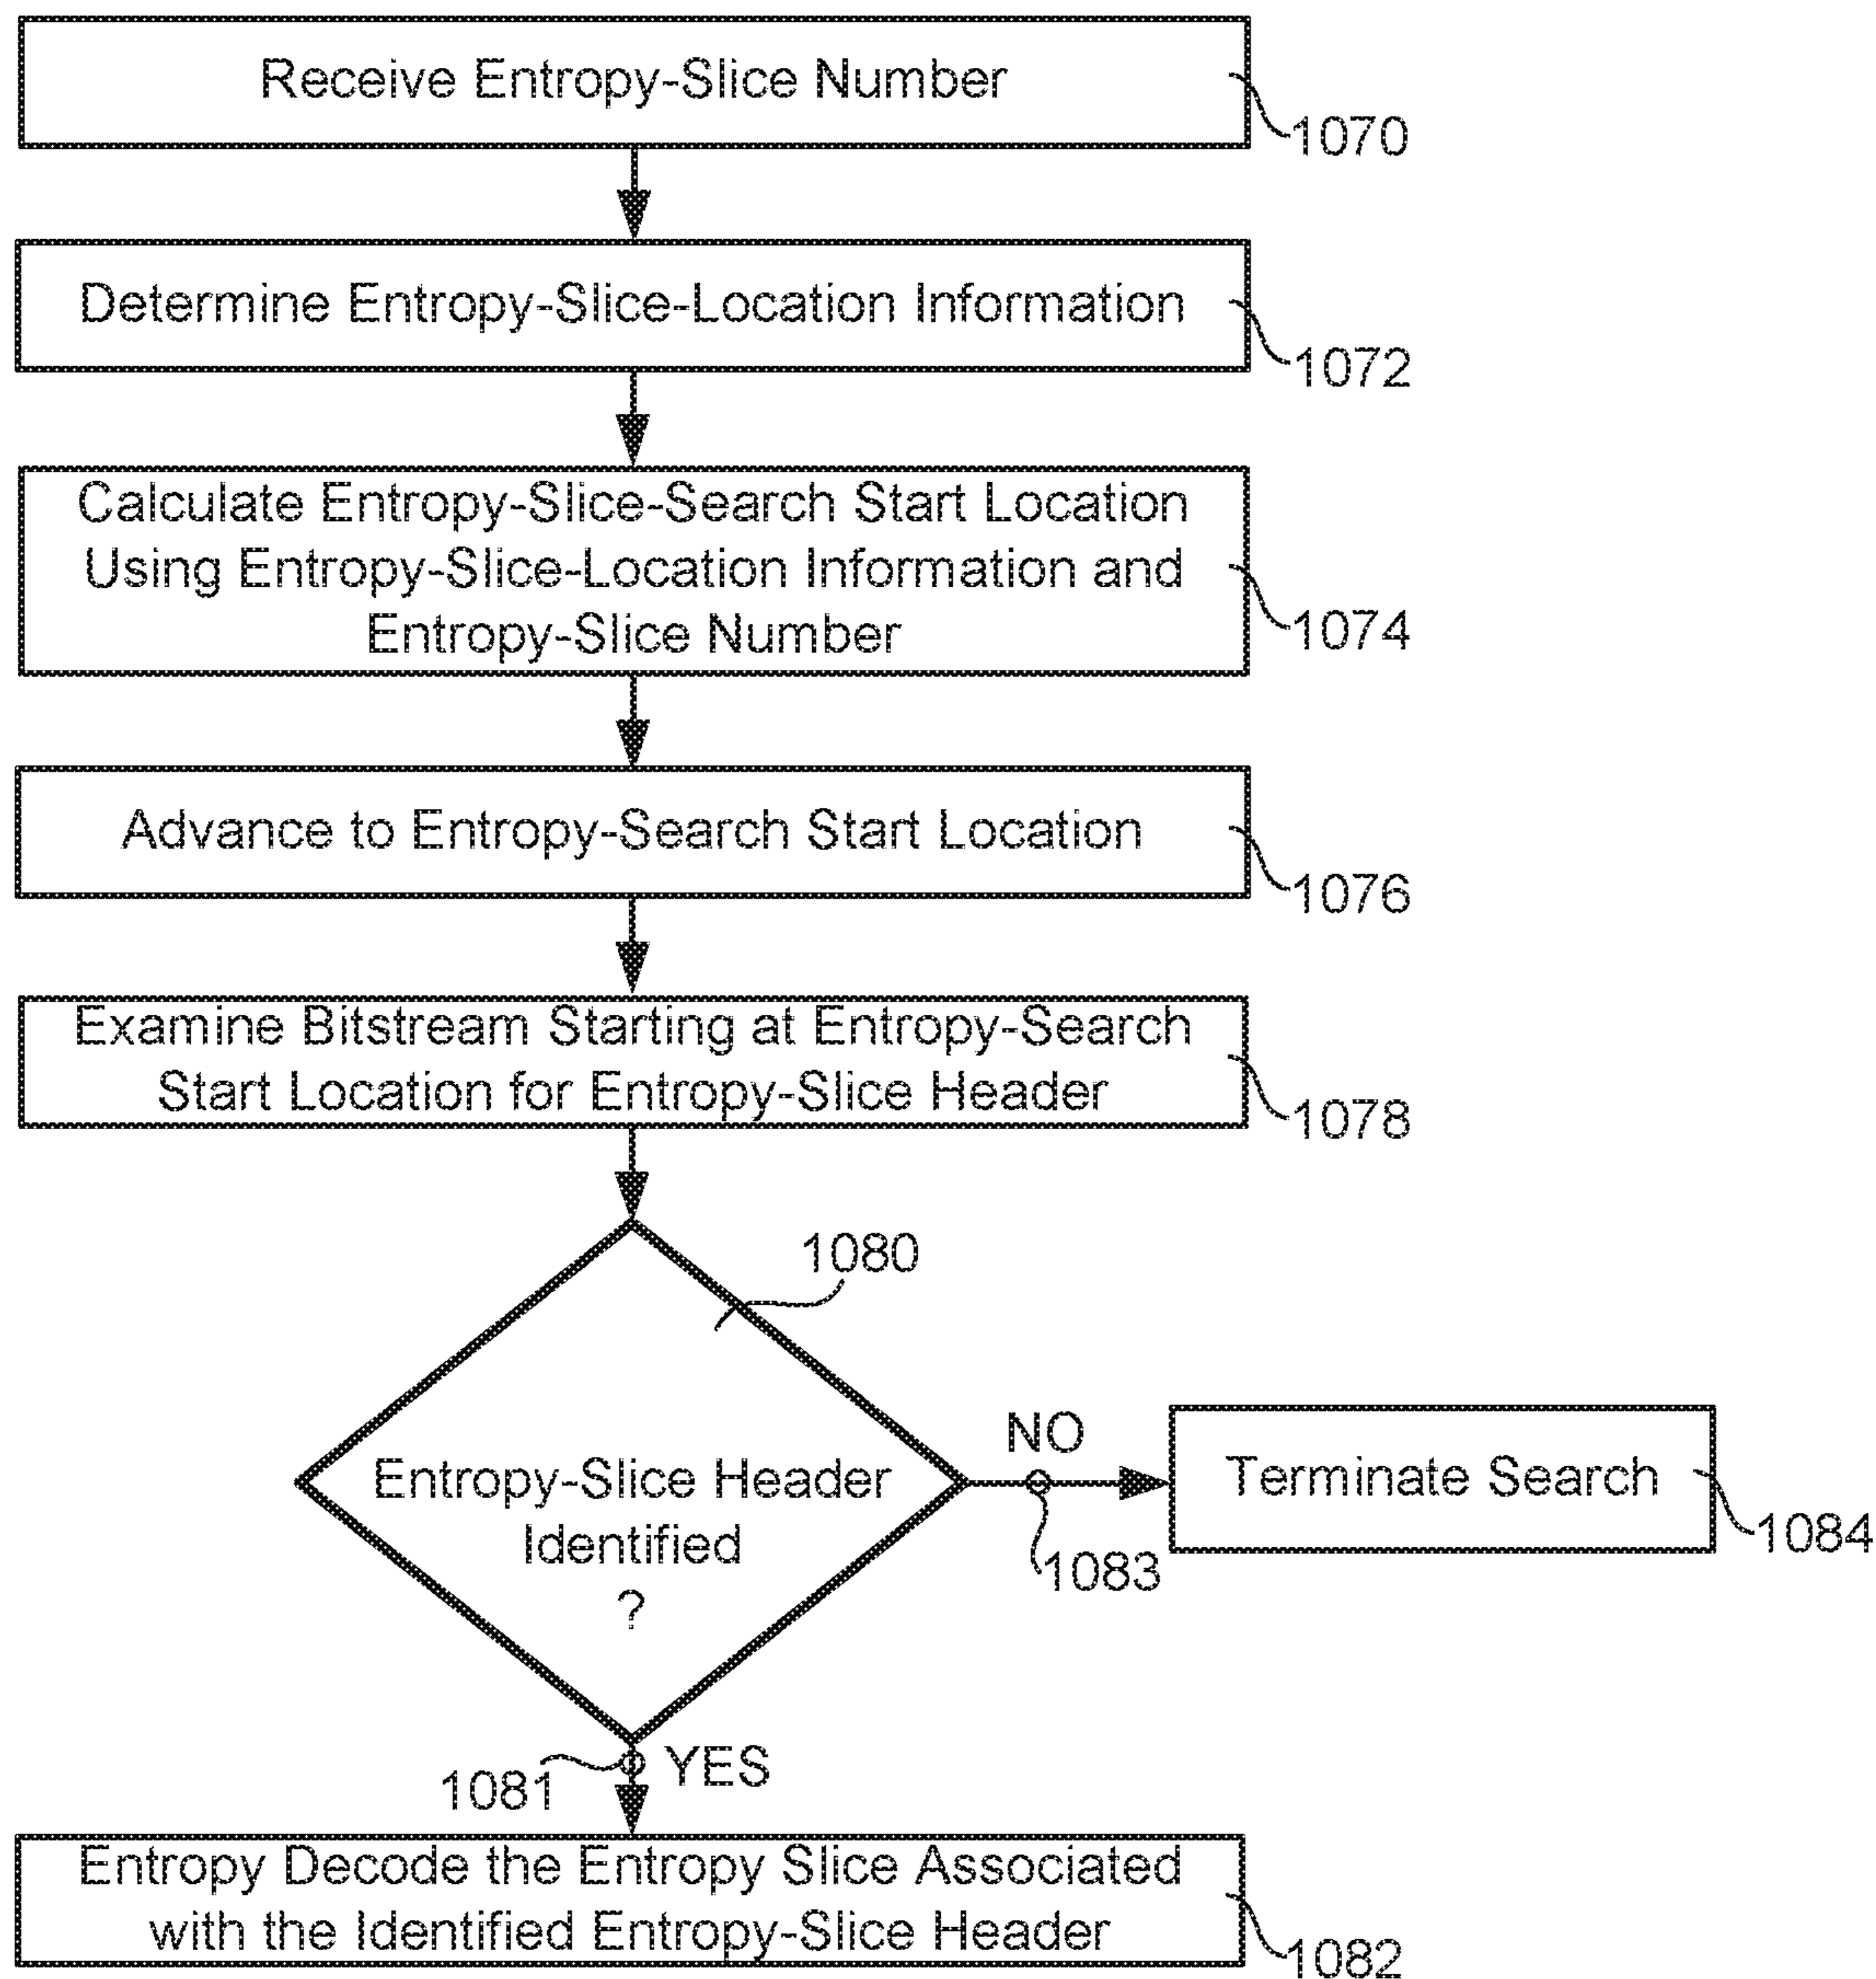 Receive Entropy-Slice Number
1070
Determine Entropy-Slice-Location Information
1072
Calculate Entropy-Slice-Search Start Location
Using Entropy-Slice-Location Information and
Entropy-Slice Number
1074
Advance to Entropy-Search Start Location
1076
Examine Bitstream Starting at Entropy-Search
Start Location for Entropy-Slice Header
1078
1080
Entropy-Slice Header
Identified
?
NO
1083
Terminate Search
1084
1081
YES
Entropy Decode the Entropy Slice Associated
with the Identified Entropy-Slice Header
1082